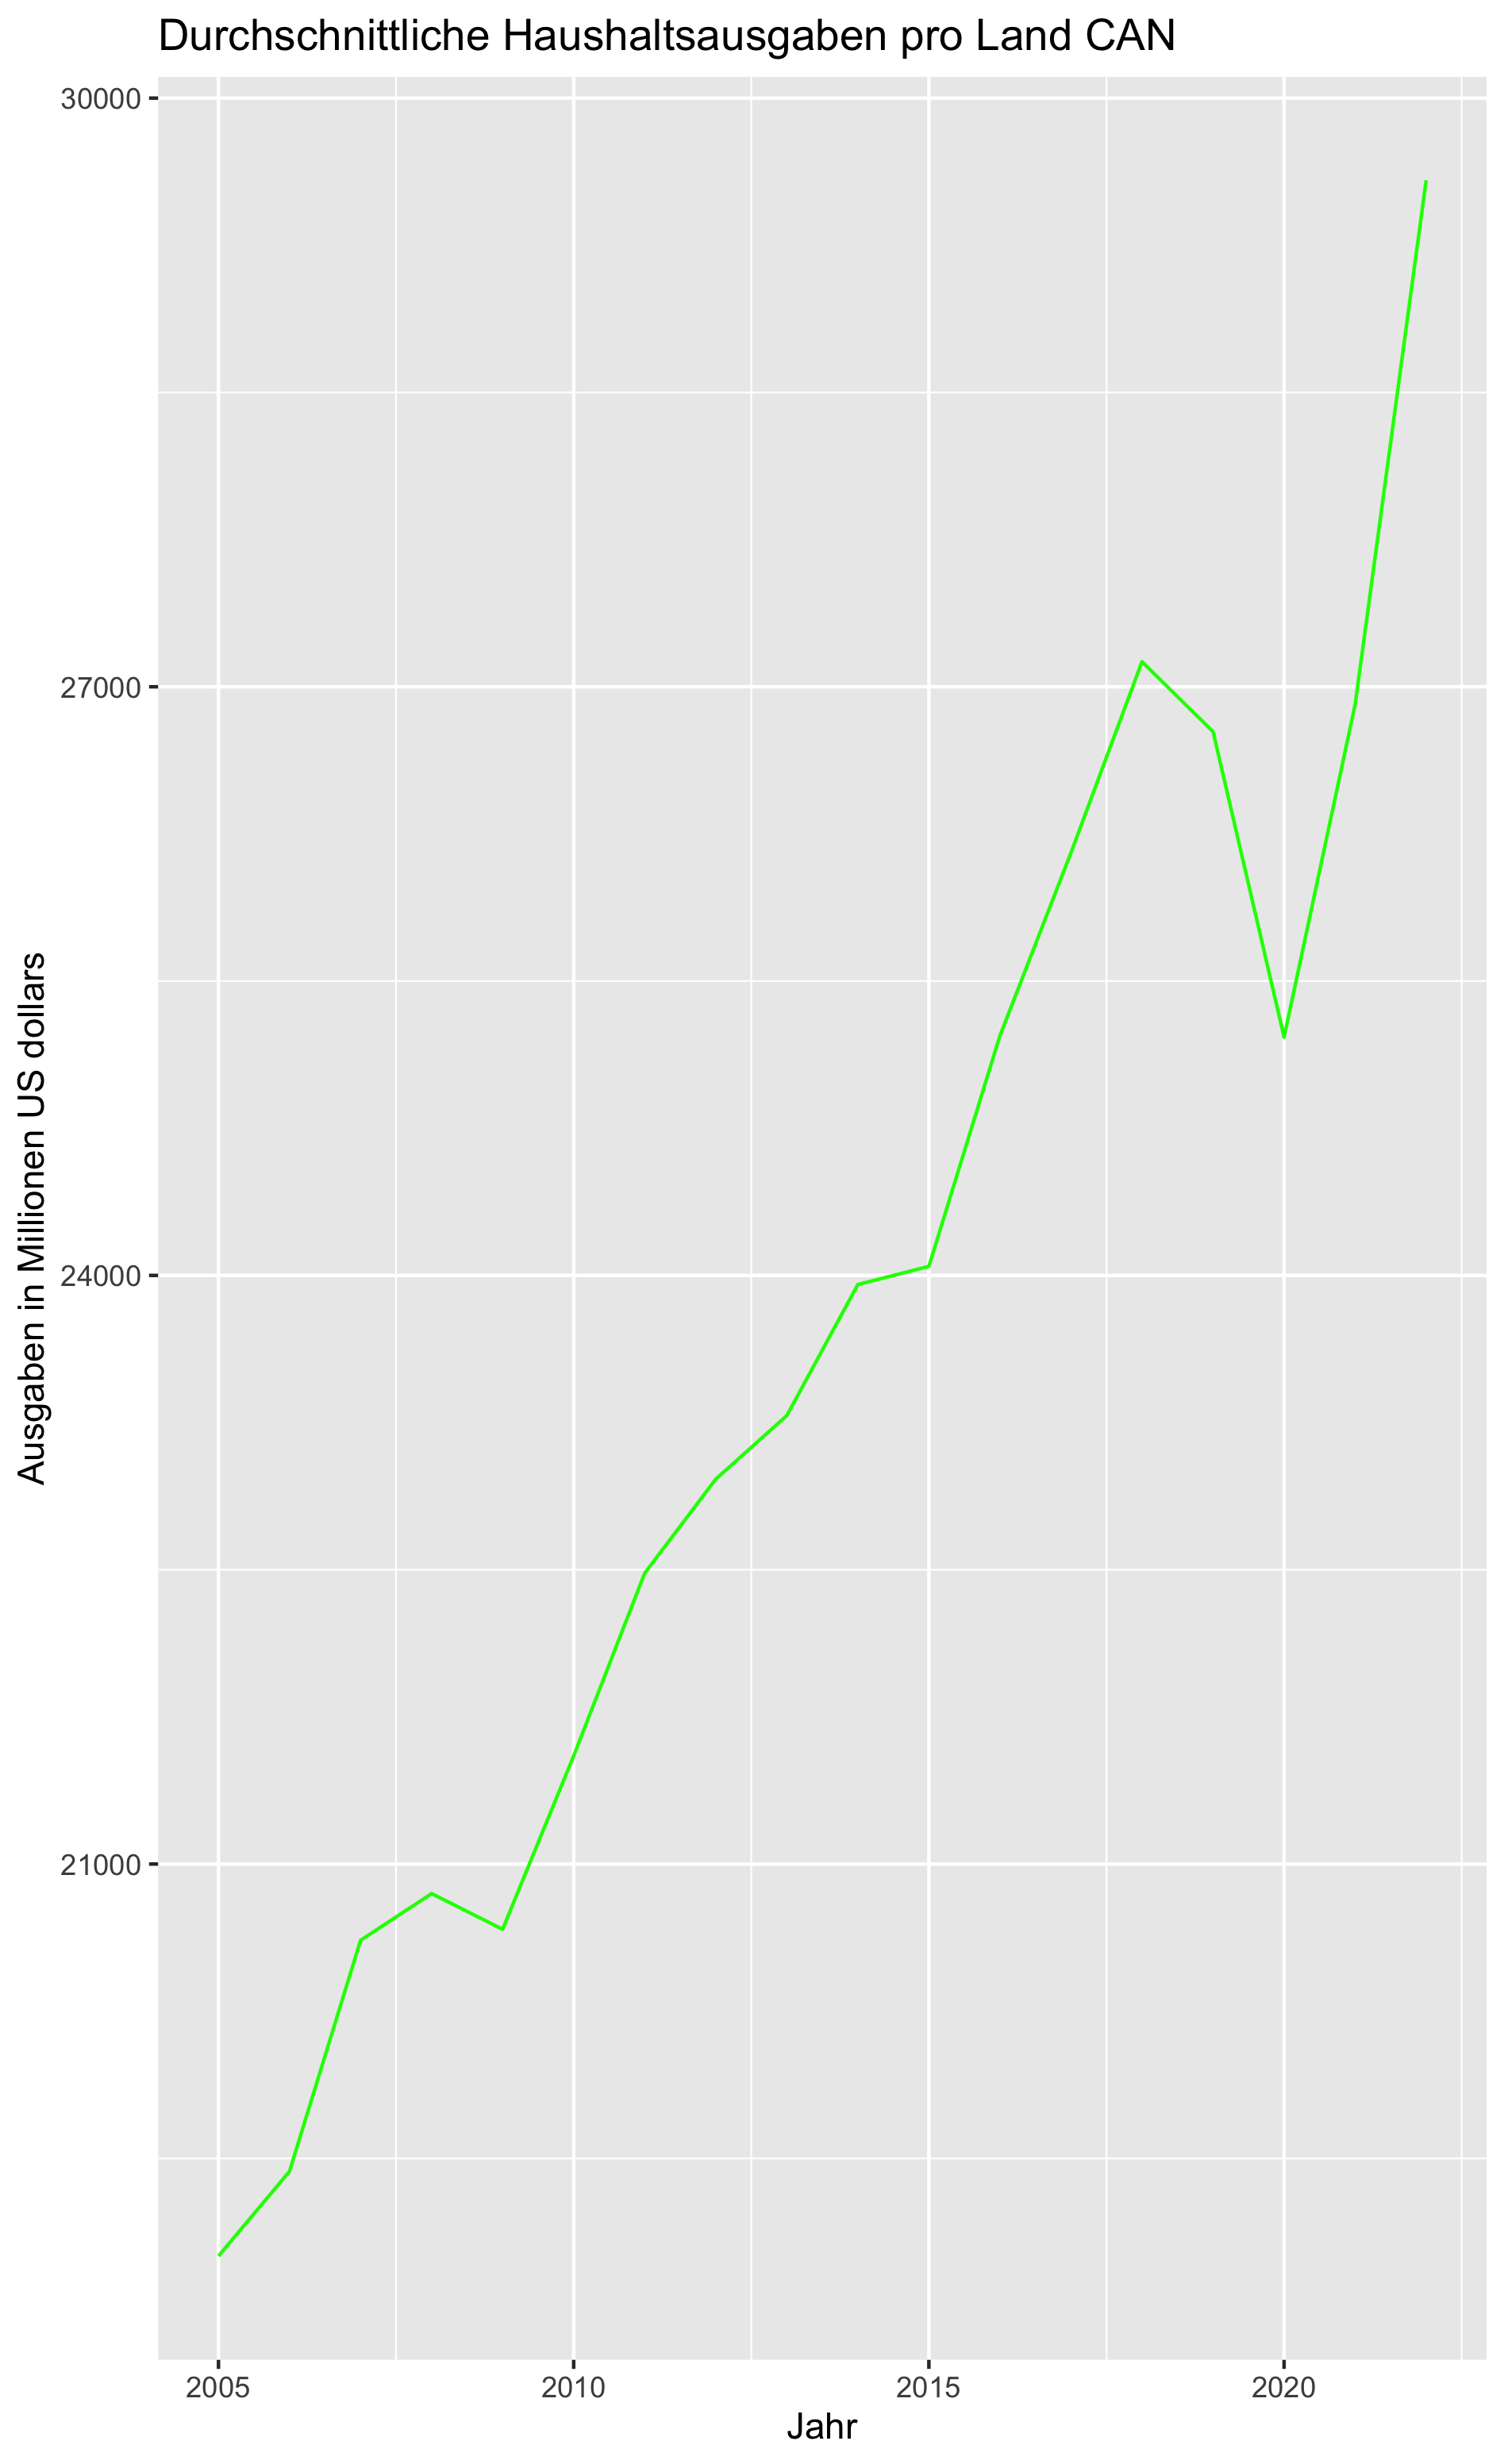 Durchschnittliche Haushaltsausgaben pro Land CAN
Ausgaben in Millionen US dollars
30000
27000
24000
21000
2005 2010 2015 2020
Jahr